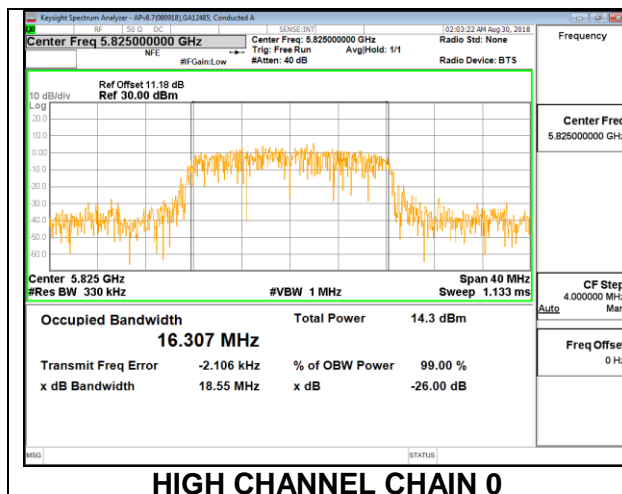 Keysight Spectrum Analyzer - APv8.7(080918),GA12485, Conducted A
RF 50 Ω DC SENSE:INT 02:03:22 AM Aug 30, 2018
Center Freq 5.825000000 GHz Center Freq: 5.825000000 GHz Radio Std: None Frequency
NFE Trig: Free Run Avg|Hold: 1/1
#IFGain:Low #Atten: 40 dB Radio Device: BTS
Ref Offset 11.18 dB
10 dB/div Ref 30.00 dBm
Log
20.0
10.0
0.00
-10.0
-20.0
-30.0
-40.0
-50.0
-60.0
Center Freq
5.825000000 GHz
Center 5.825 GHz Span 40 MHz
#Res BW 330 kHz #VBW 1 MHz Sweep 1.133 ms
CF Step
4.000000 MHz
Auto Man
Occupied Bandwidth Total Power 14.3 dBm
16.307 MHz
Freq Offset
0 Hz
Transmit Freq Error -2.106 kHz % of OBW Power 99.00 %
x dB Bandwidth 18.55 MHz x dB -26.00 dB
MSG STATUS
HIGH CHANNEL CHAIN 0